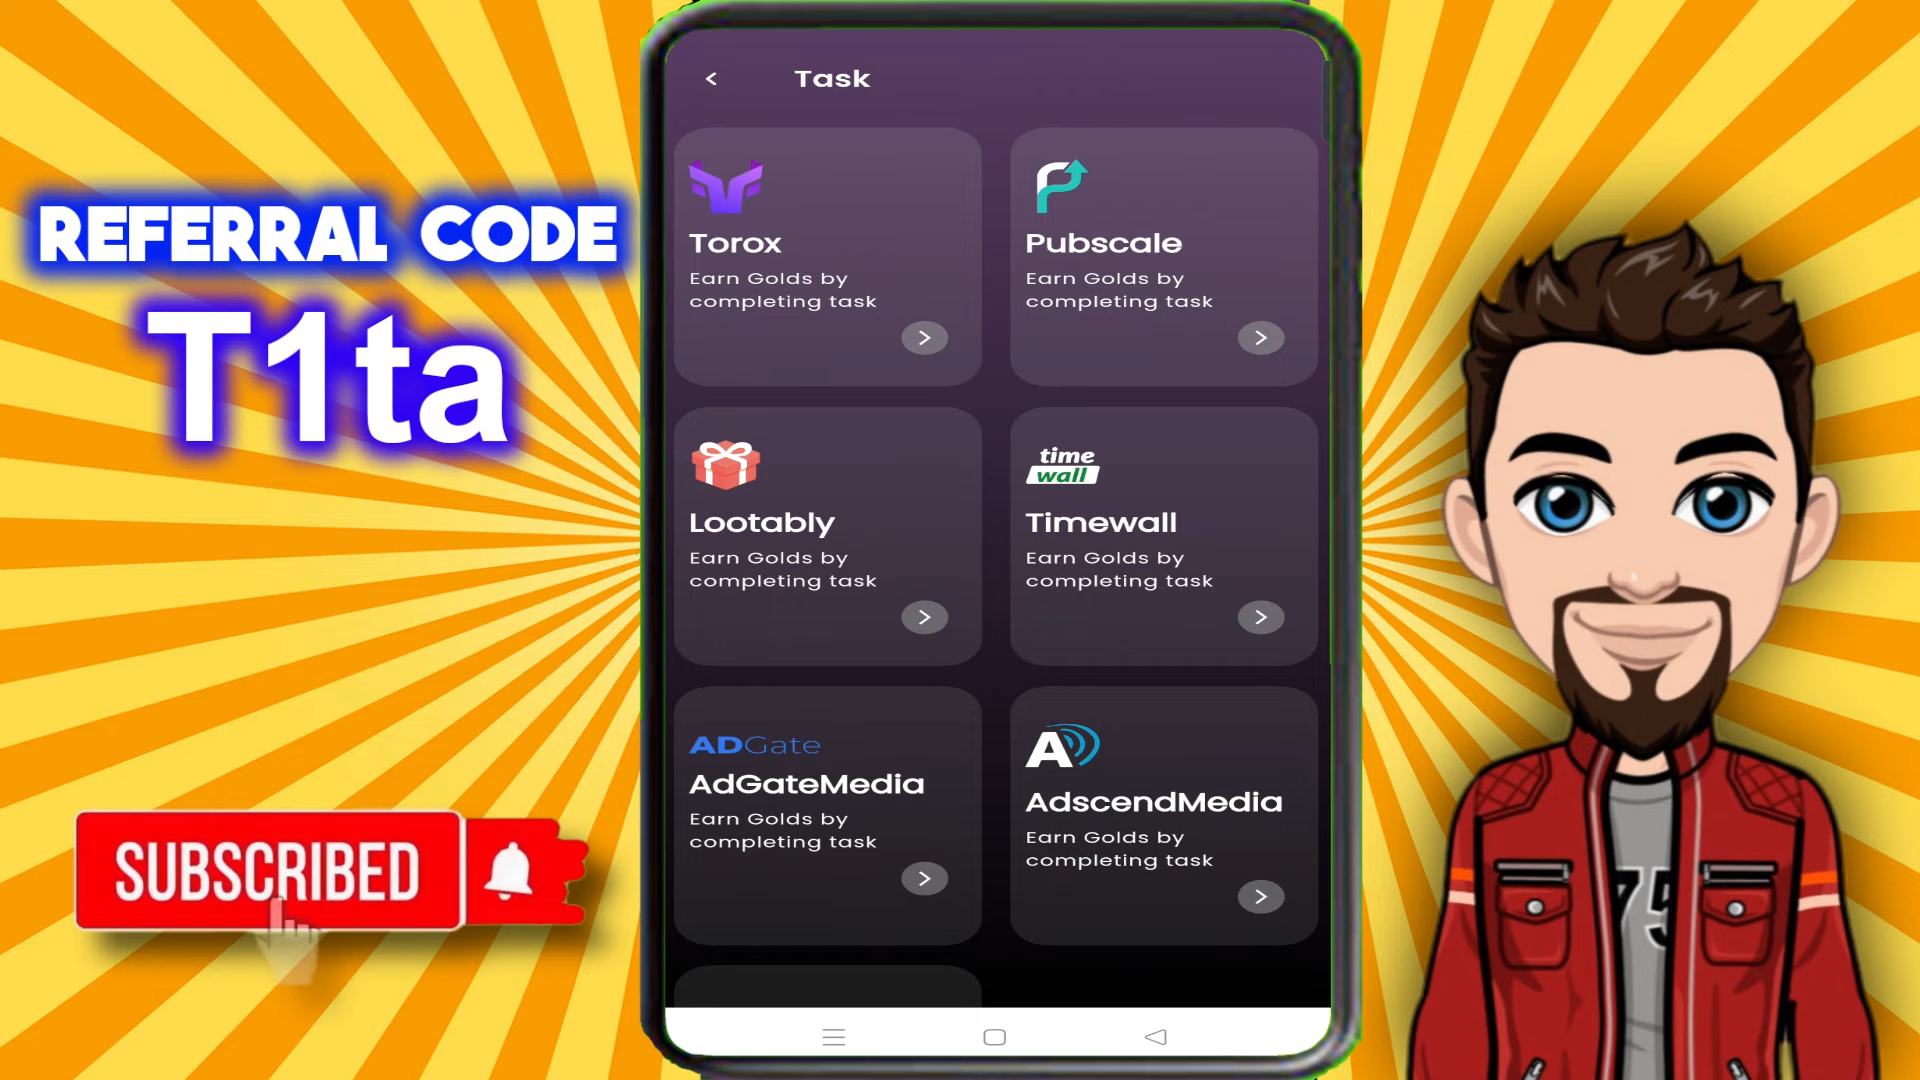 REFERRAL CODE
T1ta
SUBSCRIBED
Task
Torox
Earn Golds by
completing task
Pubscale
Earn Golds by
completing task
Lootably
Earn Golds by
completing task
time
wall
Timewall
Earn Golds by
completing task
ADGate
AdGateMedia
Earn Golds by
completing task
A
AdscendMedia
Earn Golds by
completing task
75